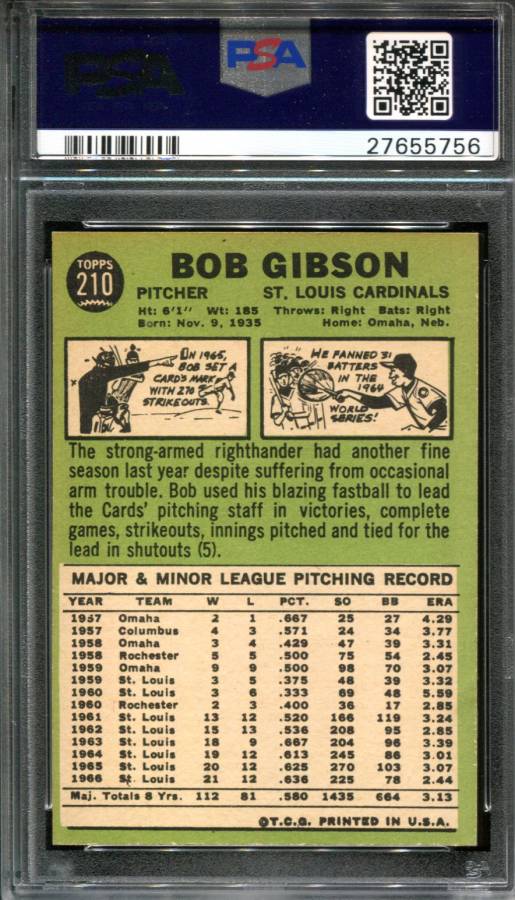 PSA
PSA
27655756
TOPPS
210
BOB GIBSON
PITCHER ST. LOUIS CARDINALS
Ht: 6'1" Wt: 185 Throws: Right Bats: Right
Born: Nov. 9, 1935 Home: Omaha, Neb.
ON 1965,
BOB SET A
CARDS MARK
WITH 270
STRIKEOUTS.
HE FANNED 31
BATTERS
IN THE
1964
WORLD
SERIES!
The strong-armed righthander had another fine
season last year despite suffering from occasional
arm trouble. Bob used his blazing fastball to lead
the Cards' pitching staff in victories, complete
games, strikeouts, innings pitched and tied for the
lead in shutouts (5).
MAJOR & MINOR LEAGUE PITCHING RECORD
YEAR TEAM W L PCT. SO BB ERA
1957 Omaha 2 1 .667 25 27 4.29
1957 Columbus 4 3 .571 24 34 3.77
1958 Omaha 3 4 .429 47 39 3.31
1958 Rochester 5 5 .500 75 54 2.45
1959 Omaha 9 9 .500 98 70 3.07
1959 St. Louis 3 5 .375 48 39 3.32
1960 St. Louis 3 6 .333 69 48 5.59
1960 Rochester 2 3 .400 36 17 2.85
1961 St. Louis 13 12 .520 166 119 3.24
1962 St. Louis 15 13 .536 208 95 2.85
1963 St. Louis 18 9 .667 204 96 3.39
1964 St. Louis 19 12 .613 245 86 3.01
1965 St. Louis 20 12 .625 270 103 3.07
1966 St. Louis 21 12 .636 225 78 2.44
Maj. Totals 8 Yrs. 112 81 .580 1435 664 3.13
©T.C.G. PRINTED IN U.S.A.